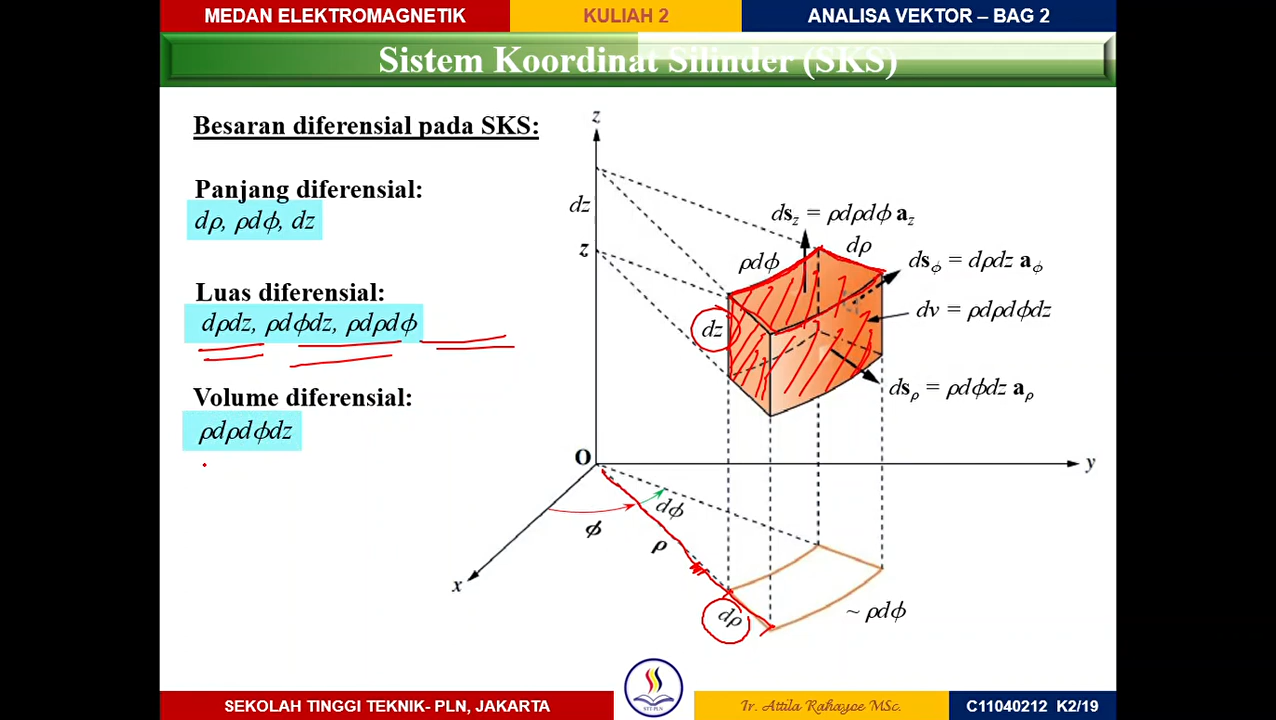 MEDAN ELEKTROMAGNETIK KULIAH 2 ANALISA VEKTOR – BAG 2
Sistem Koordinat Silinder (SKS)
Besaran diferensial pada SKS:
Panjang diferensial:
dρ, ρdϕ, dz
Luas diferensial:
dρdz, ρdϕdz, ρdρdϕ
Volume diferensial:
ρdρdϕdz
z
dz
z
ds_z = ρdρdϕ a_z
ρdϕ
dρ
ds_ϕ = dρdz a_ϕ
dz
dv = ρdρdϕdz
ds_ρ = ρdϕdz a_ρ
O
y
dϕ
ϕ
ρ
x
dρ
~ ρdϕ
SEKOLAH TINGGI TEKNIK- PLN, JAKARTA
STT-PLN
Ir. Attila Rahayoe MSc.
C11040212 K2/19